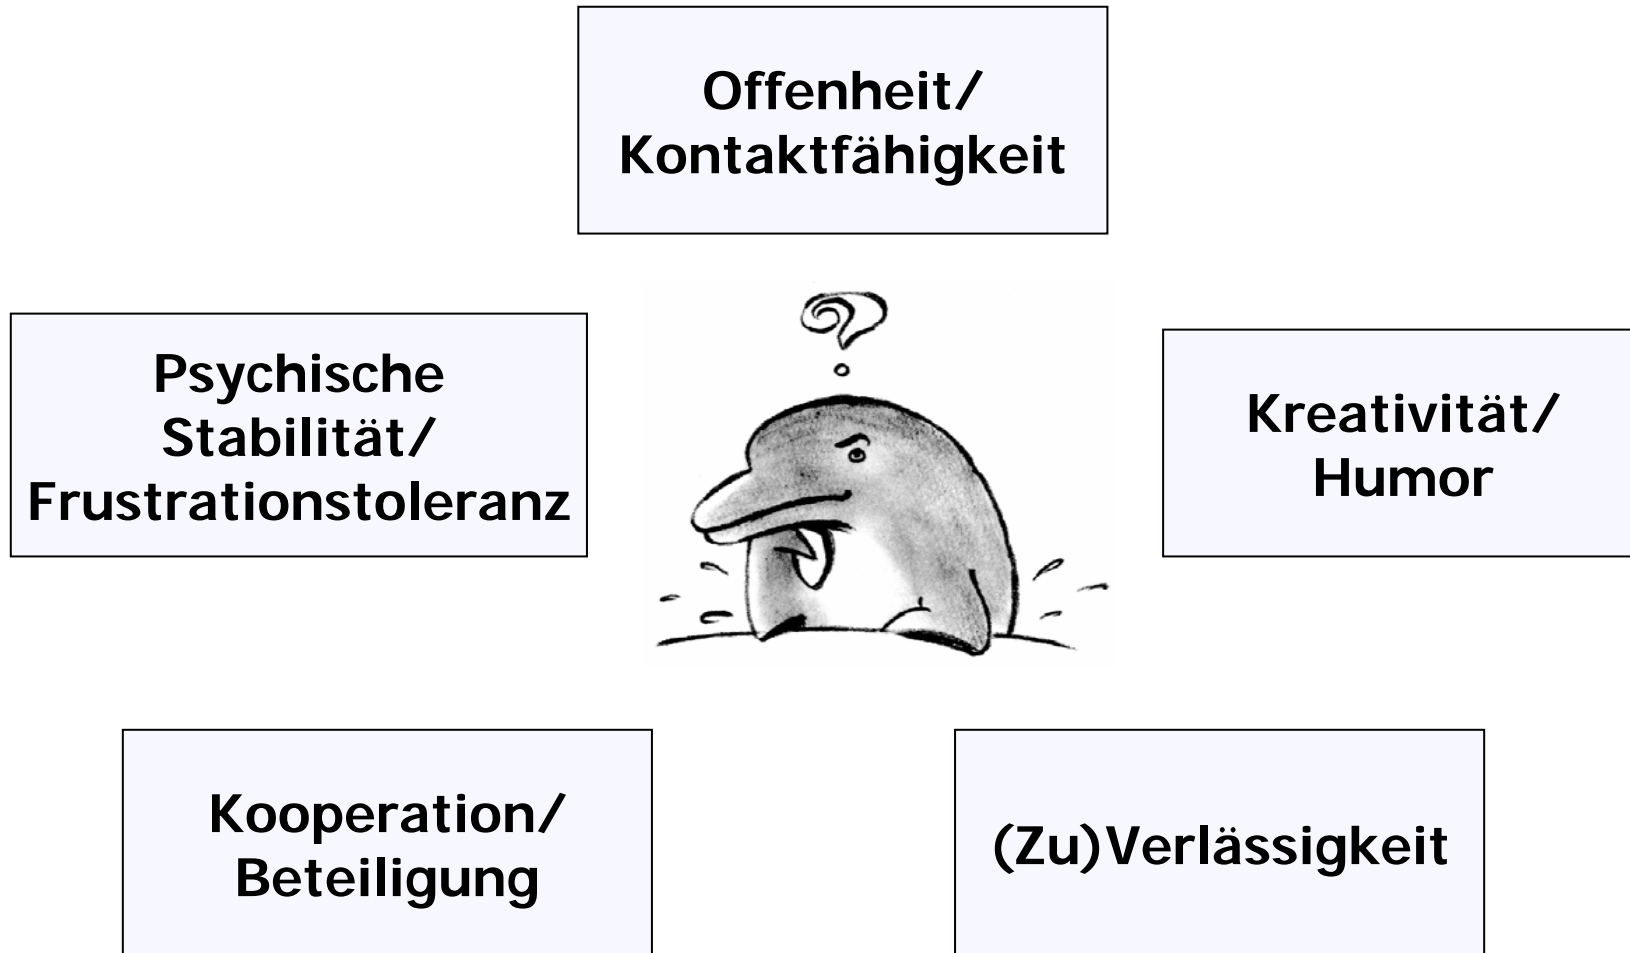 Offenheit/
Kontaktfähigkeit
Psychische
Stabilität/
Frustrationstoleranz
Kreativität/
Humor
Kooperation/
Beteiligung
(Zu)Verlässigkeit